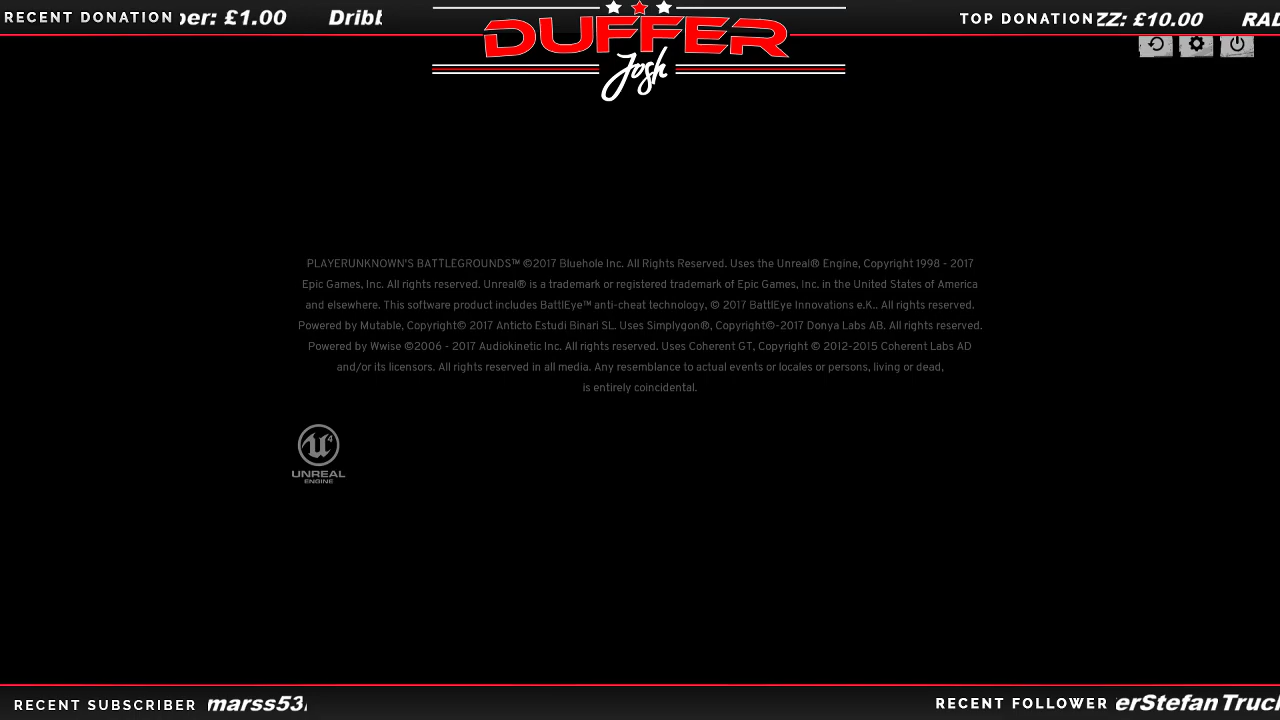 RECENT DONATION
£1.00
DUFFER
Josh
TOP DONATION
£10.00
PLAYERUNKNOWN'S BATTLEGROUNDS™ ©2017 Bluehole Inc. All Rights Reserved. Uses the Unreal® Engine, Copyright 1998 - 2017
Epic Games, Inc. All rights reserved. Unreal® is a trademark or registered trademark of Epic Games, Inc. in the United States of America
and elsewhere. This software product includes BattlEye™ anti-cheat technology, © 2017 BattlEye Innovations e.K.. All rights reserved.
Powered by Mutable, Copyright© 2017 Anticto Estudi Binari SL. Uses Simplygon®, Copyright©-2017 Donya Labs AB. All rights reserved.
Powered by Wwise ©2006 - 2017 Audiokinetic Inc. All rights reserved. Uses Coherent GT, Copyright © 2012-2015 Coherent Labs AD
and/or its licensors. All rights reserved in all media. Any resemblance to actual events or locales or persons, living or dead,
is entirely coincidental.
UNREAL
ENGINE
RECENT SUBSCRIBER marss53
RECENT FOLLOWER